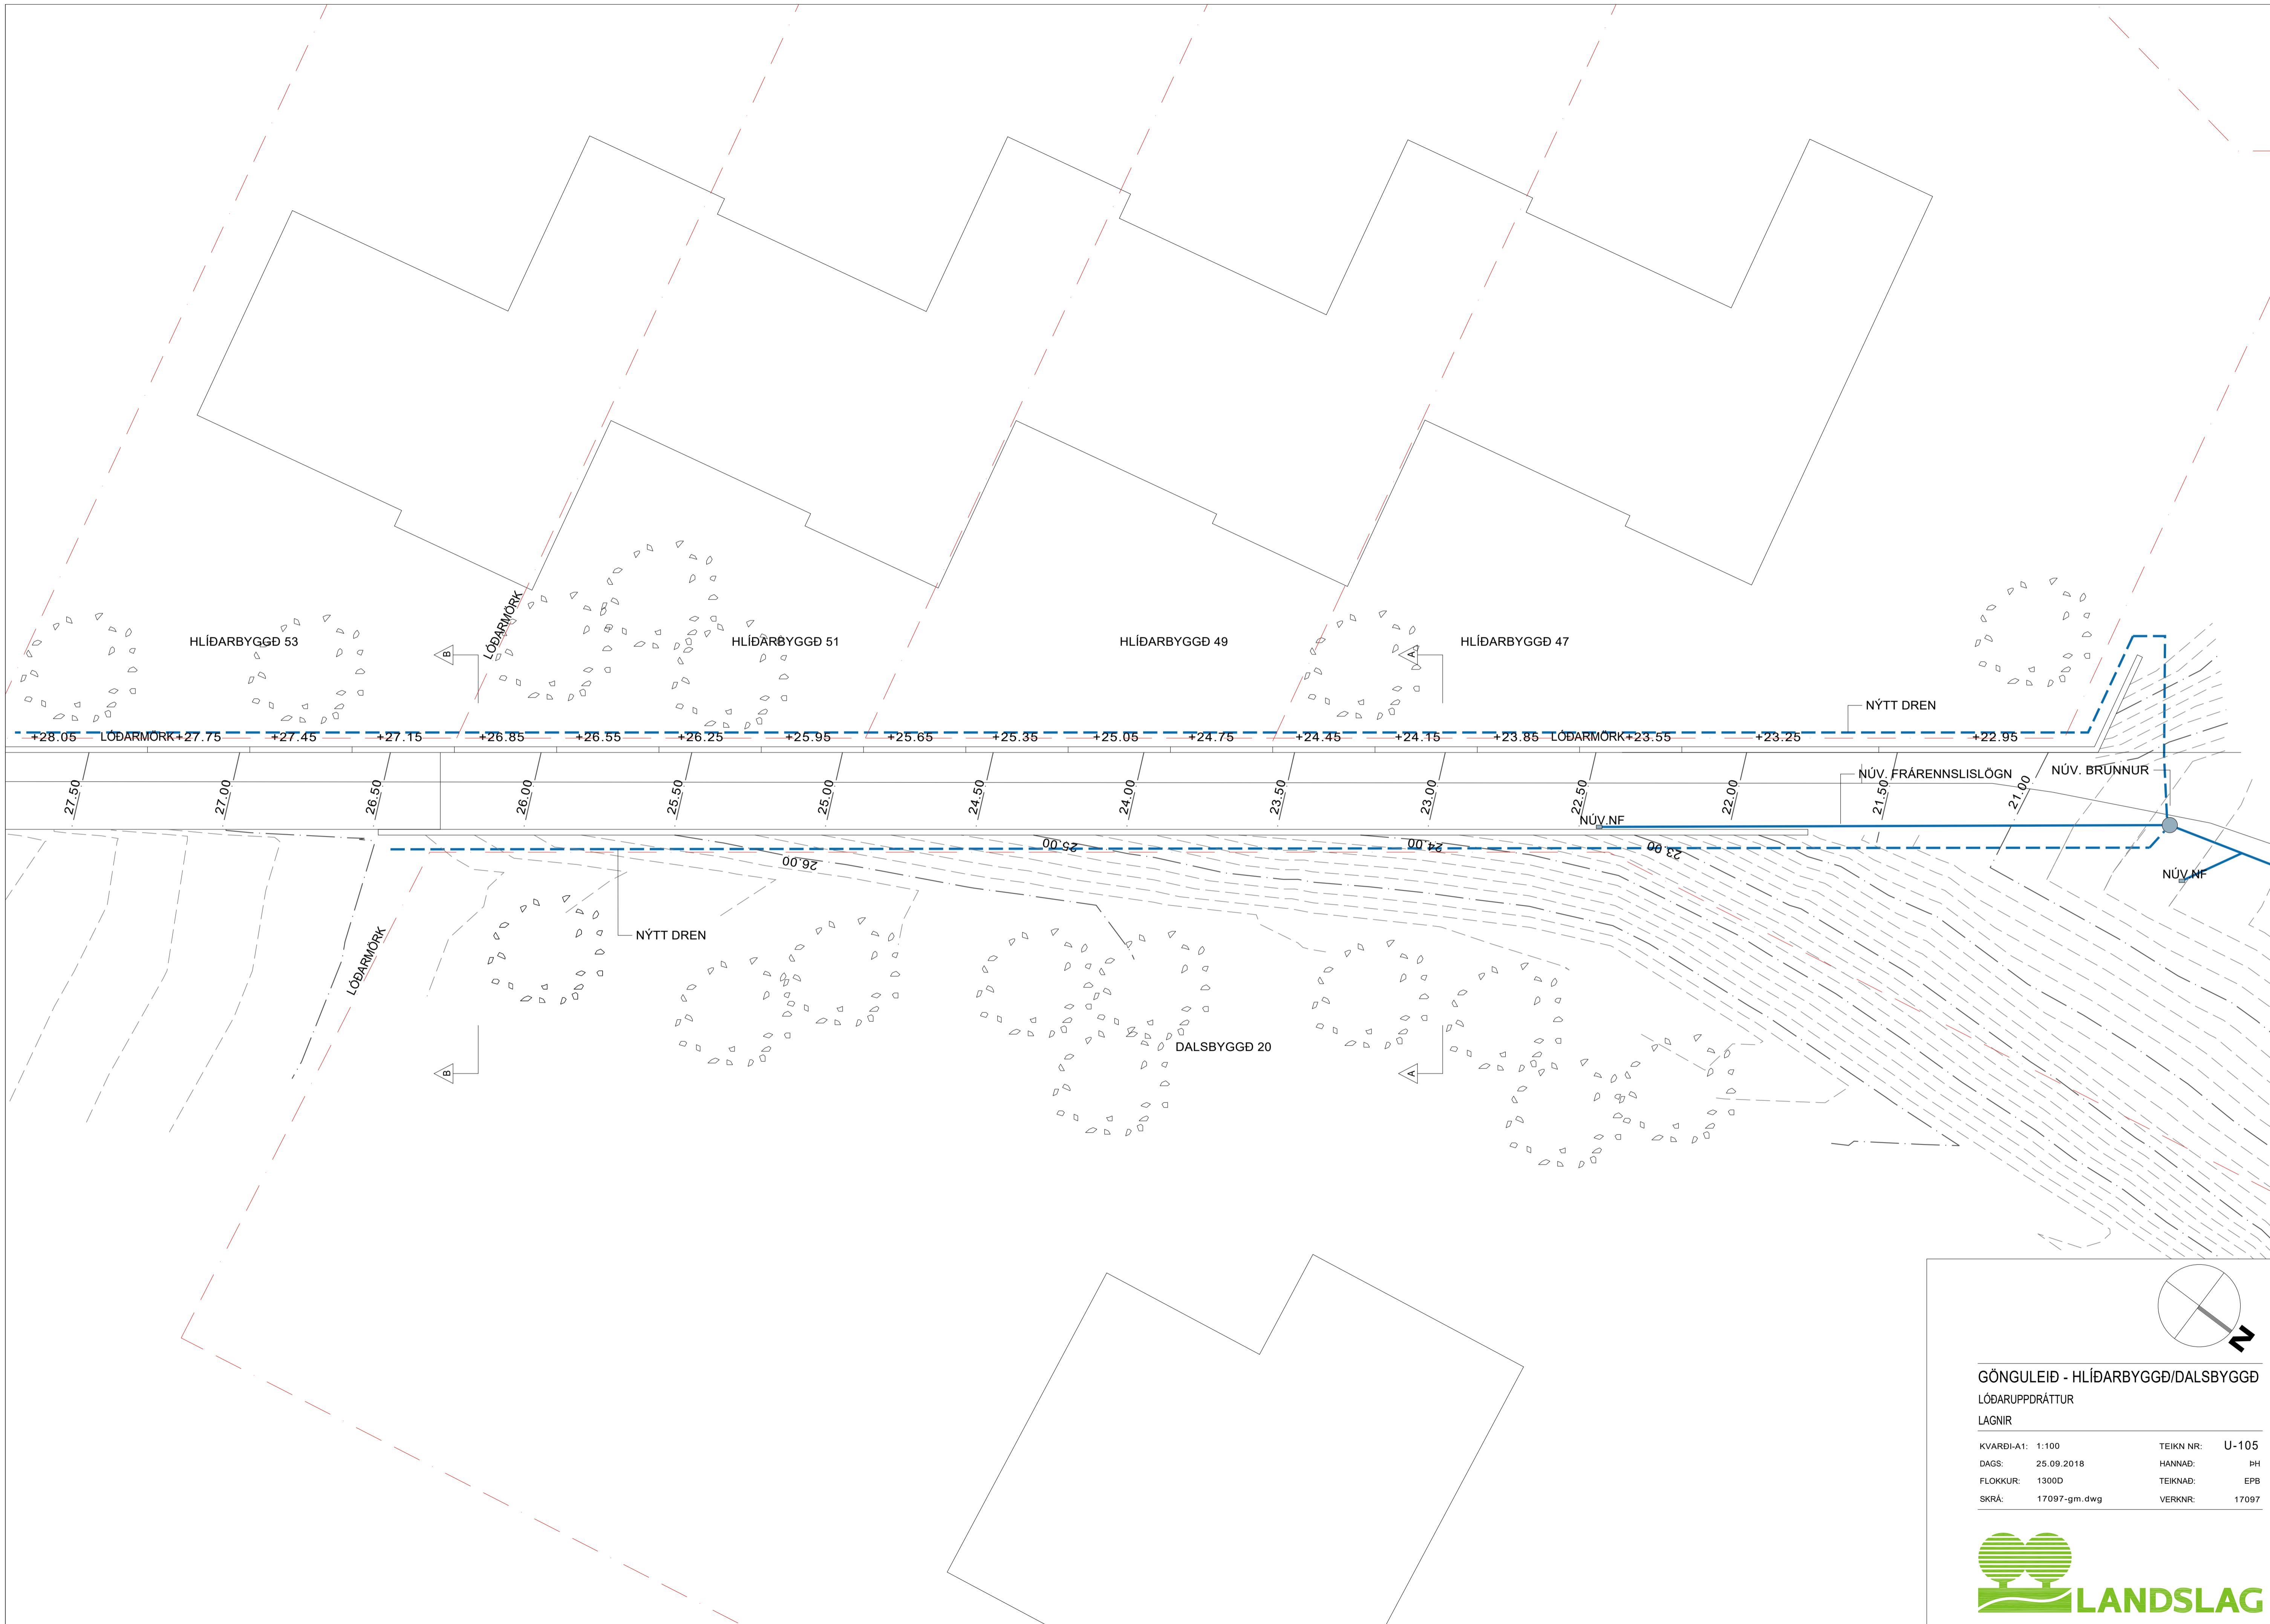 HLÍÐARBYGGÐ 53
LÓÐARMÖRK
HLÍÐARBYGGÐ 51
HLÍÐARBYGGÐ 49
HLÍÐARBYGGÐ 47
B
A
NÝTT DREN
+28.05 LÓÐARMÖRK +27.75 +27.45 +27.15 +26.85 +26.55 +26.25 +25.95 +25.65 +25.35 +25.05 +24.75 +24.45 +24.15 +23.85 LÓÐARMÖRK +23.55 +23.25 +22.95
NÚV. FRÁRENNSLISLÖGN
NÚV. BRUNNUR
27.50 27.00 26.50 26.00 25.50 25.00 24.50 24.00 23.50 23.00 22.50 22.00 21.50 21.00
NÚV.NF
26.00 25.00 24.00 23.00
NÚV.NF
NÝTT DREN
LÓÐARMÖRK
DALSBYGGÐ 20
B
A
N
GÖNGULEIÐ - HLÍÐARBYGGÐ/DALSBYGGÐ
LÓÐARUPPDRÁTTUR
LAGNIR
KVARÐI-A1: 1:100 TEIKN NR: U-105
DAGS: 25.09.2018 HANNAÐ: ÞH
FLOKKUR: 1300D TEIKNAÐ: EPB
SKRÁ: 17097-gm.dwg VERKNR: 17097
LANDSLAG